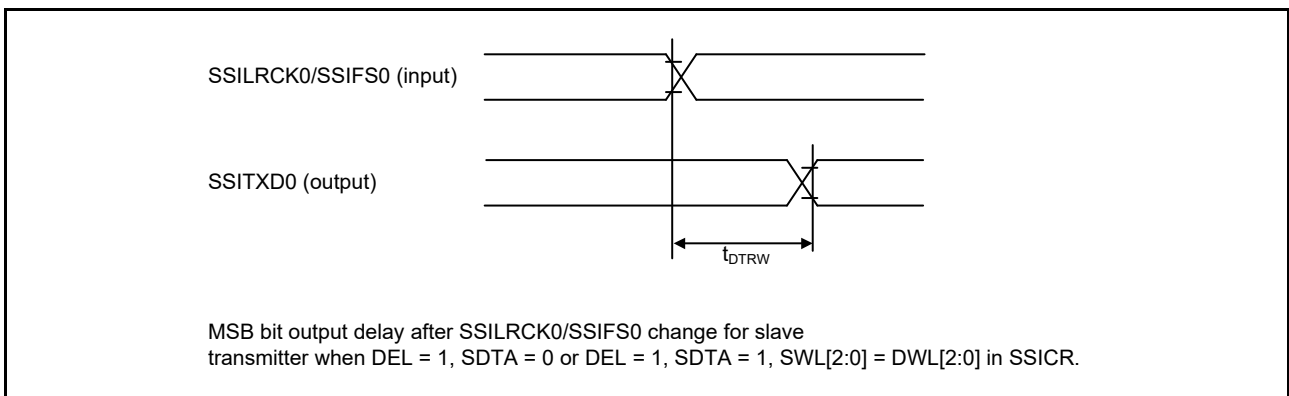 SSILRCK0/SSIFS0 (input)
SSITXD0 (output)
tDTRW
MSB bit output delay after SSILRCK0/SSIFS0 change for slave
transmitter when DEL = 1, SDTA = 0 or DEL = 1, SDTA = 1, SWL[2:0] = DWL[2:0] in SSICR.